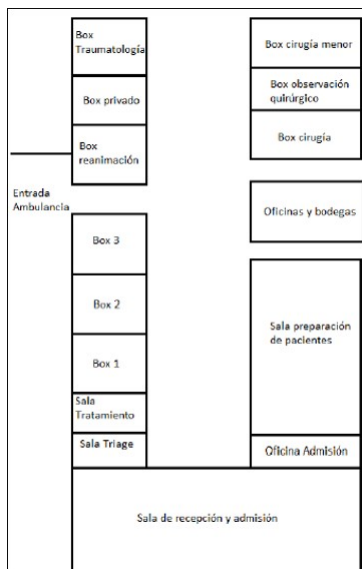 Box
Traumatología
Box privado
Box
reanimación
Entrada
Ambulancia
Box 3
Box 2
Box 1
Sala
Tratamiento
Sala Triage
Box cirugía menor
Box observación
quirúrgico
Box cirugía
Oficinas y bodegas
Sala preparación
de pacientes
Oficina Admisión
Sala de recepción y admisión